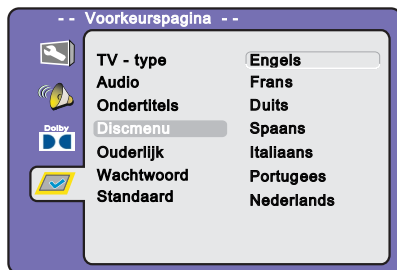 - - Voorkeurspagina - -
TV - type
Audio
Ondertitels
Discmenu
Ouderlijk
Wachtwoord
Standaard
Engels
Frans
Duits
Spaans
Italiaans
Portugees
Nederlands
Dolby